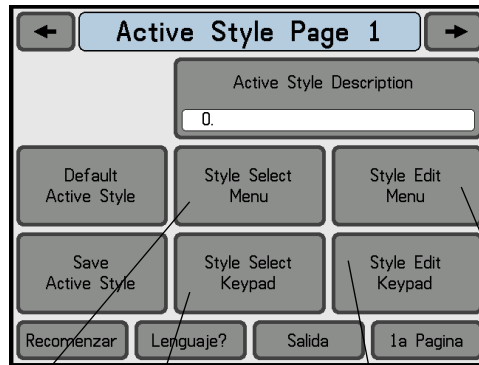 Active Style Page 1
Active Style Description
0.
Default
Active Style
Style Select
Menu
Style Edit
Menu
Save
Active Style
Style Select
Keypad
Style Edit
Keypad
Recomenzar
Lenguaje?
Salida
1a Pagina